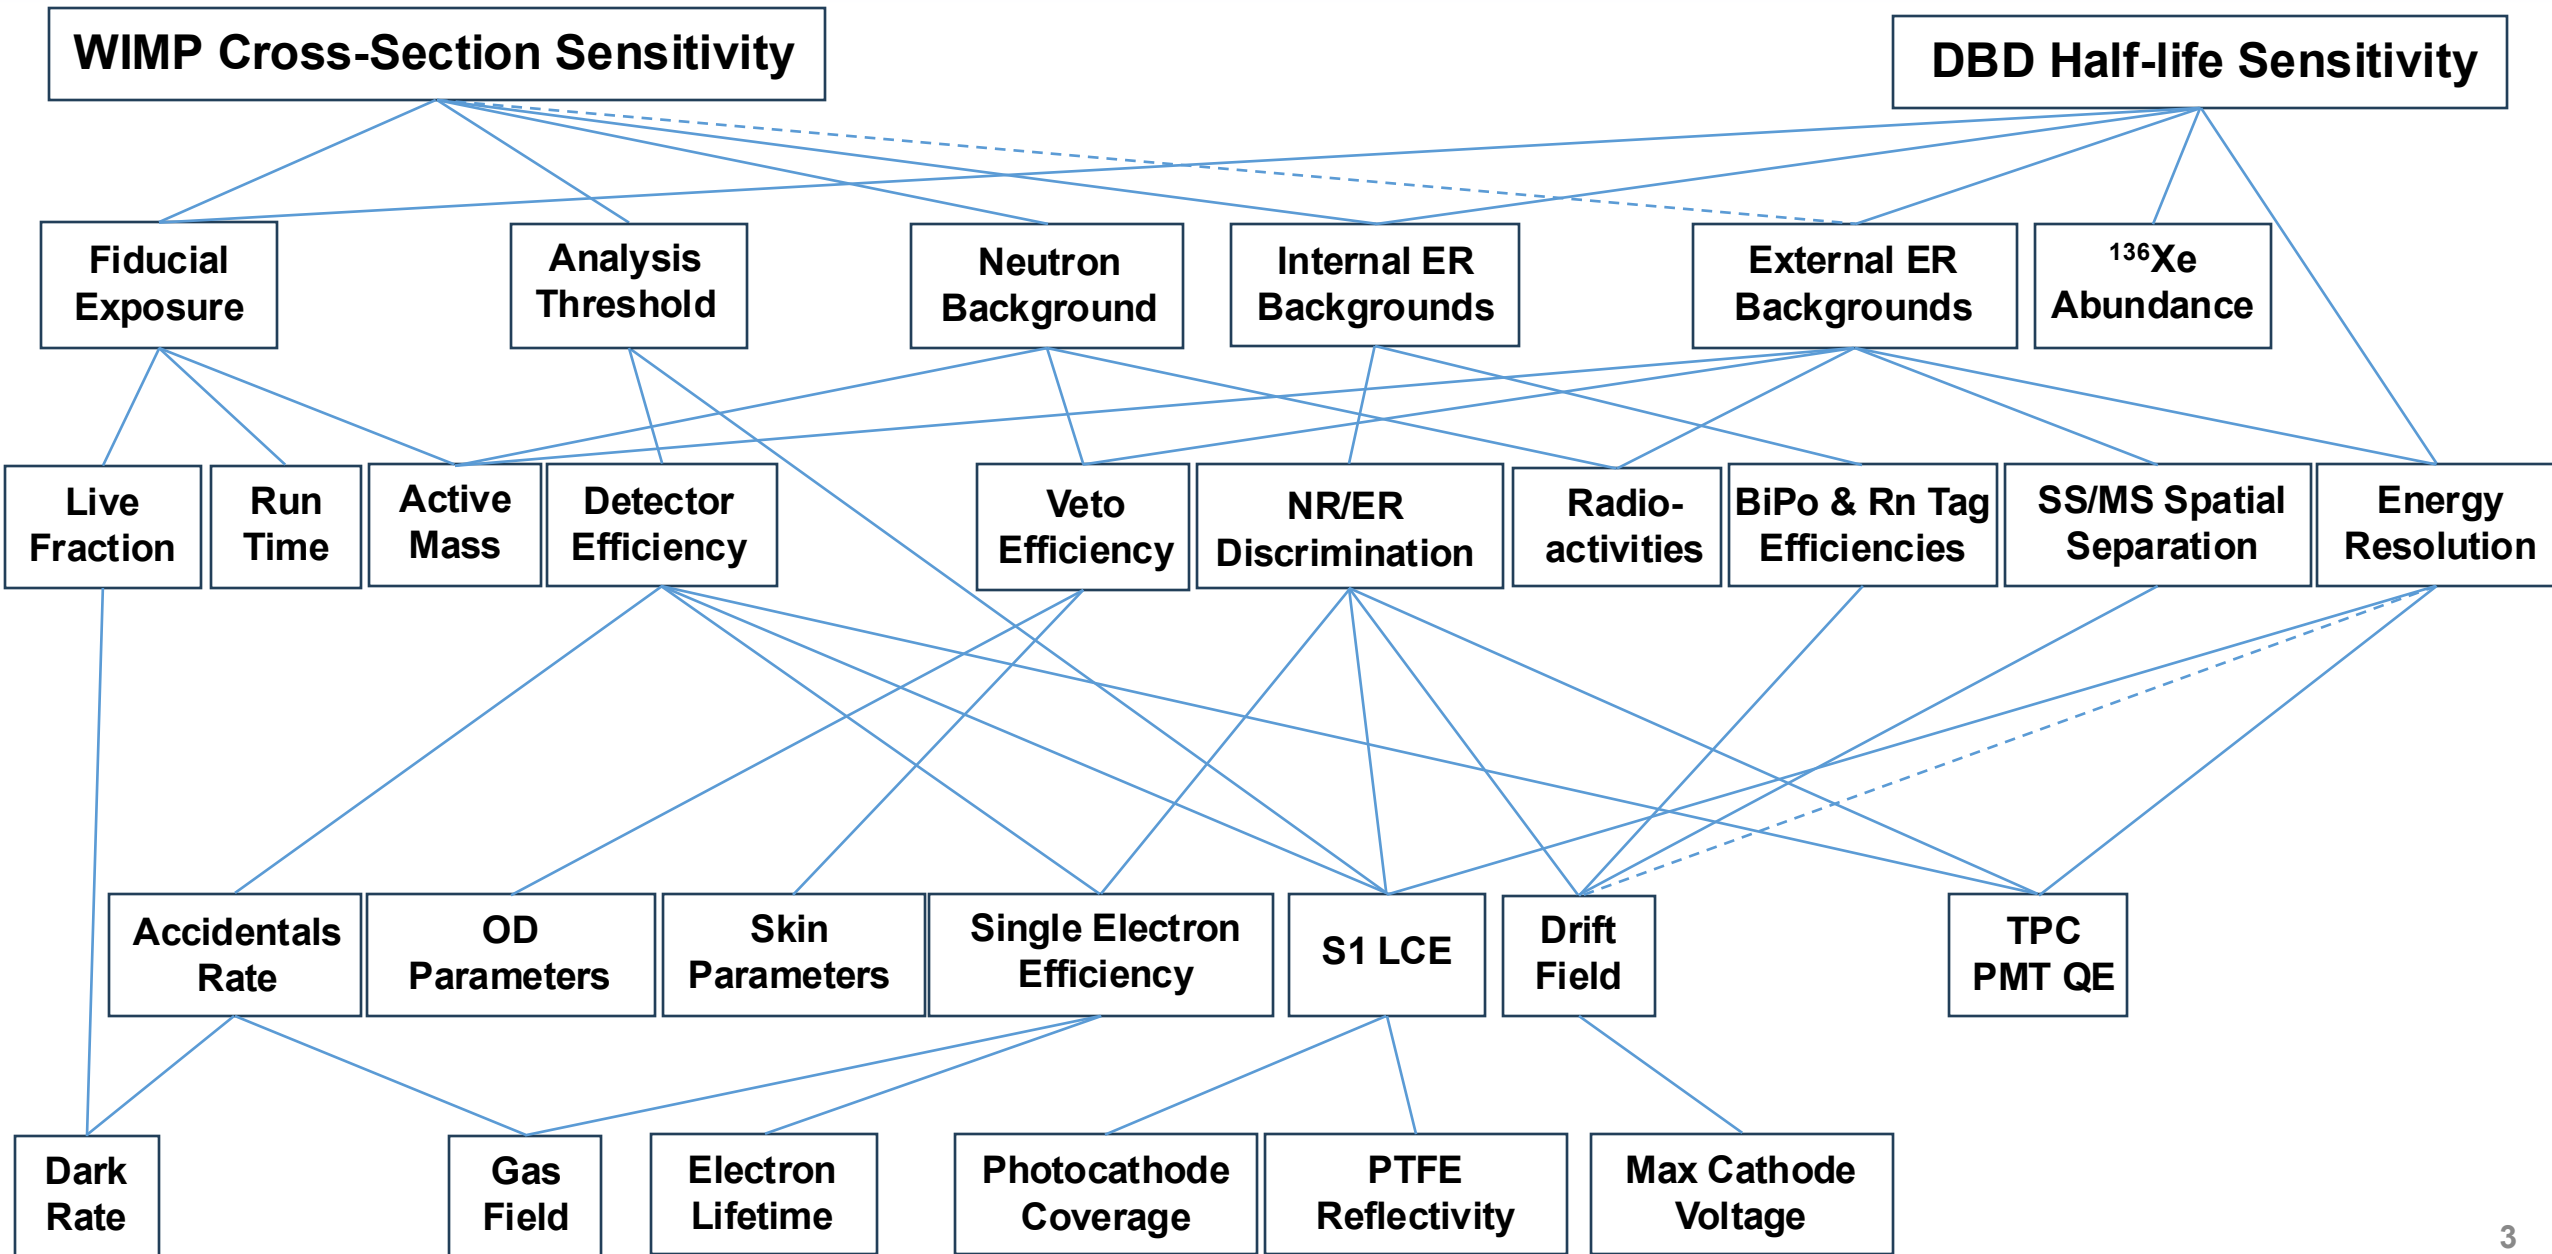 WIMP Cross-Section Sensitivity
DBD Half-life Sensitivity
Fiducial
Exposure
Analysis
Threshold
Neutron
Background
Internal ER
Backgrounds
External ER
Backgrounds
¹³⁶Xe
Abundance
Live
Fraction
Run
Time
Active
Mass
Detector
Efficiency
Veto
Efficiency
NR/ER
Discrimination
Radio-
activities
BiPo & Rn Tag
Efficiencies
SS/MS Spatial
Separation
Energy
Resolution
Accidentals
Rate
OD
Parameters
Skin
Parameters
Single Electron
Efficiency
S1 LCE
Drift
Field
TPC
PMT QE
Dark
Rate
Gas
Field
Electron
Lifetime
Photocathode
Coverage
PTFE
Reflectivity
Max Cathode
Voltage
3